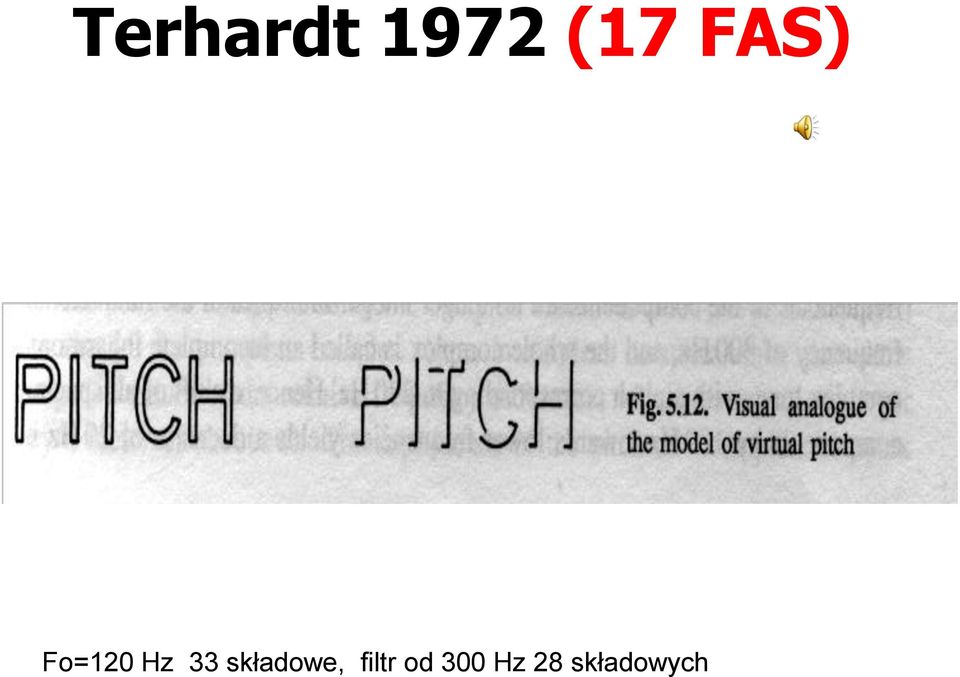 Terhardt 1972 (17 FAS)
PITCH PITCH
Fig. 5.12. Visual analogue of
the model of virtual pitch
Fo=120 Hz 33 składowe, filtr od 300 Hz 28 składowych